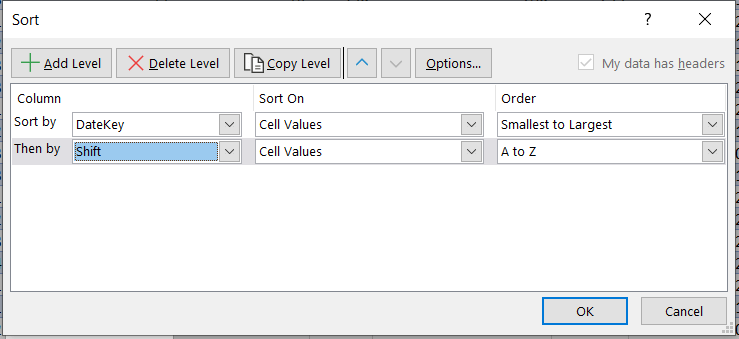 Sort
? 
Add Level Delete Level Copy Level Options... My data has headers
Column Sort On Order
Sort by DateKey Cell Values Smallest to Largest
Then by Shift Cell Values A to Z
OK Cancel